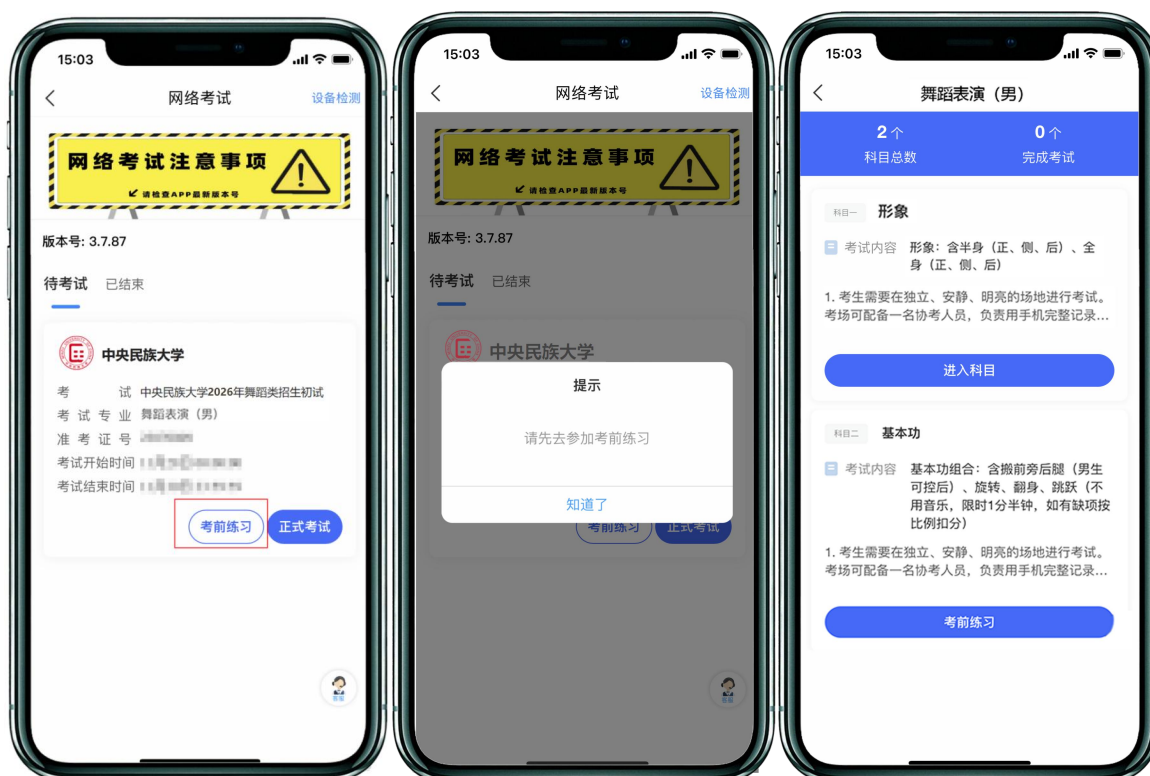 15:03
网络考试
设备检测
网络考试注意事项
请检查APP最新版本号
版本号: 3.7.87
待考试 已结束
中央民族大学
考试 中央民族大学2026年舞蹈类招生初试
考试专业 舞蹈表演（男）
准考证号
考试开始时间
考试结束时间
考前练习
正式考试
客服
15:03
网络考试
设备检测
网络考试注意事项
请检查APP最新版本号
版本号: 3.7.87
待考试 已结束
中央民族大学
提示
请先去参加考前练习
知道了
考前练习
正式考试
客服
15:03
舞蹈表演（男）
2个 0个
科目总数 完成考试
科目一 形象
考试内容 形象：含半身（正、侧、后）、全
身（正、侧、后）
1. 考生需要在独立、安静、明亮的场地进行考试。
考场可配备一名协考人员，负责用手机完整记录...
进入科目
科目二 基本功
考试内容 基本功组合：含搬前旁后腿（男生
可控后）、旋转、翻身、跳跃（不
用音乐，限时1分半钟，如有缺项按
比例扣分）
1. 考生需要在独立、安静、明亮的场地进行考试。
考场可配备一名协考人员，负责用手机完整记录...
考前练习